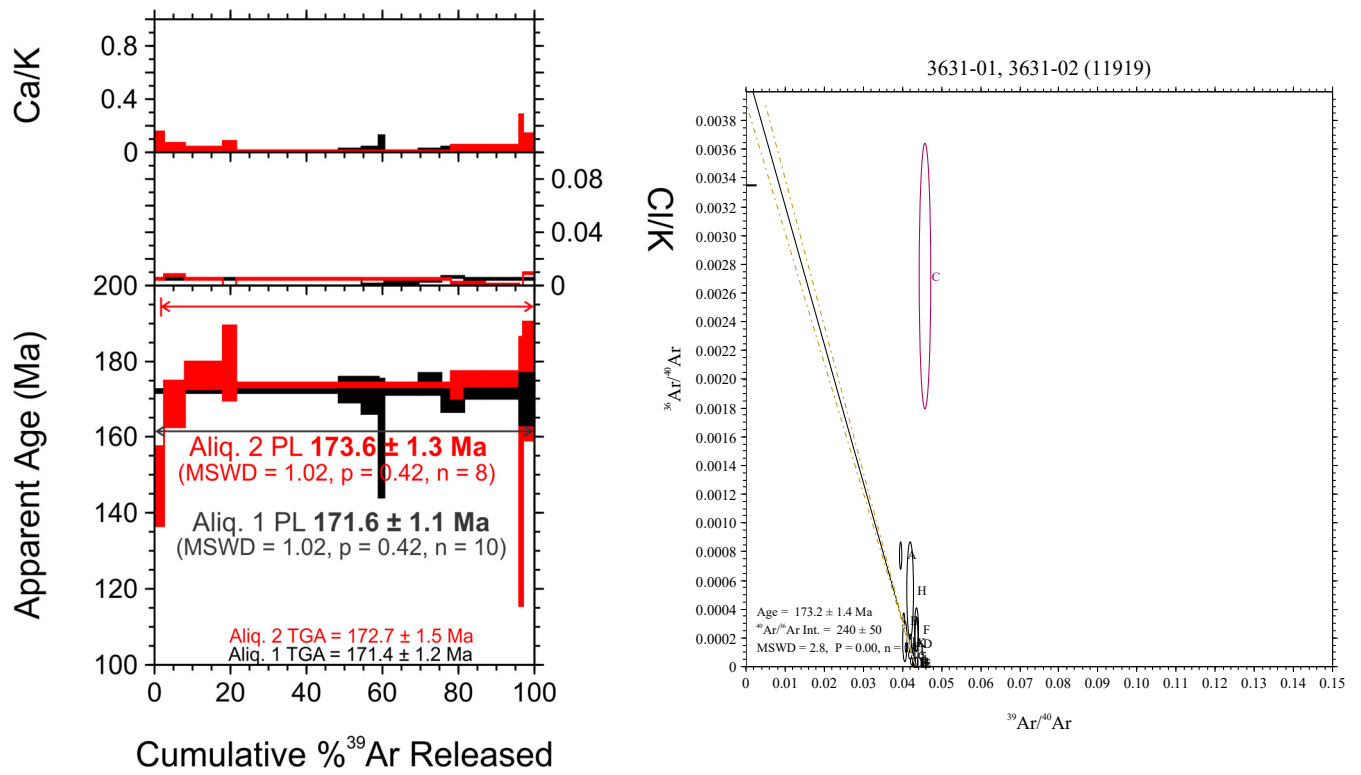 Ca/K
0.8
0.4
0
0.08
0.04
0
Cl/K
200
180
160
140
120
100
Apparent Age (Ma)
Aliq. 2 PL 173.6 ± 1.3 Ma
(MSWD = 1.02, p = 0.42, n = 8)
Aliq. 1 PL 171.6 ± 1.1 Ma
(MSWD = 1.02, p = 0.42, n = 10)
Aliq. 2 TGA = 172.7 ± 1.5 Ma
Aliq. 1 TGA = 171.4 ± 1.2 Ma
0 20 40 60 80 100
Cumulative %³⁹Ar Released
3631-01, 3631-02 (11919)
0.0038
0.0036
0.0034
0.0032
0.0030
0.0028
0.0026
0.0024
0.0022
0.0020
0.0018
0.0016
0.0014
0.0012
0.0010
0.0008
0.0006
0.0004
0.0002
0
³⁶Ar/⁴⁰Ar
C
A
H
F
D
Age = 173.2 ± 1.4 Ma
⁴⁰Ar/³⁶Ar Int. = 240 ± 50
MSWD = 2.8, P = 0.00, n =
0 0.01 0.02 0.03 0.04 0.05 0.06 0.07 0.08 0.09 0.10 0.11 0.12 0.13 0.14 0.15
³⁹Ar/⁴⁰Ar